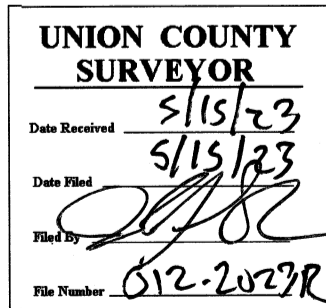 UNION COUNTY
SURVEYOR
Date Received 5/15/23
Date Filed 5/15/23
Filed By
File Number 012-2023R